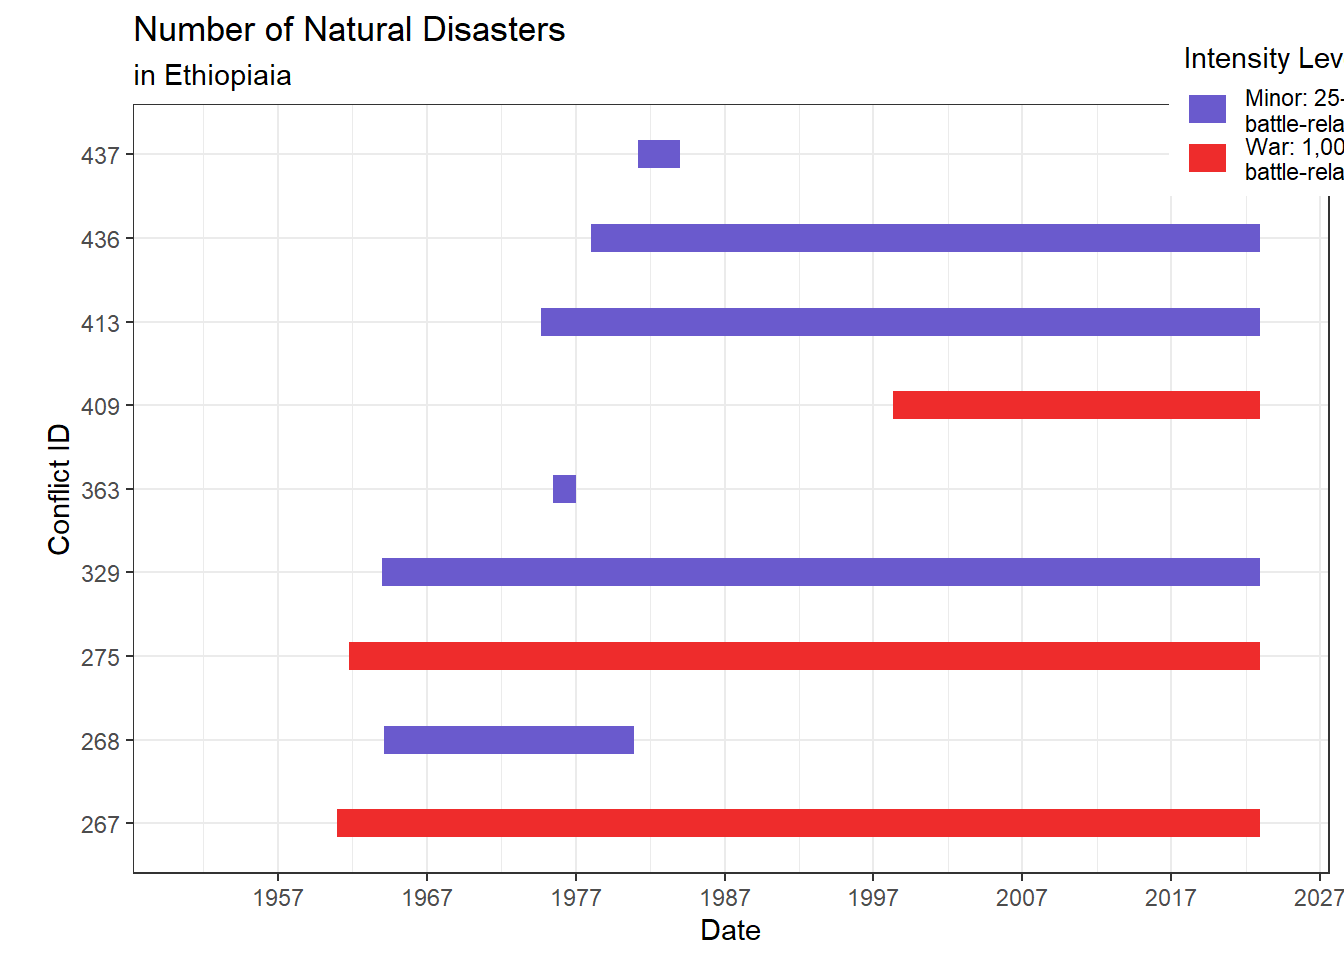 Number of Natural Disasters
in Ethiopiaia
Intensity Lev
Minor: 25-
battle-rela
War: 1,00
battle-rela
437
436
413
409
363
329
275
268
267
Conflict ID
1957 1967 1977 1987 1997 2007 2017 2027
Date